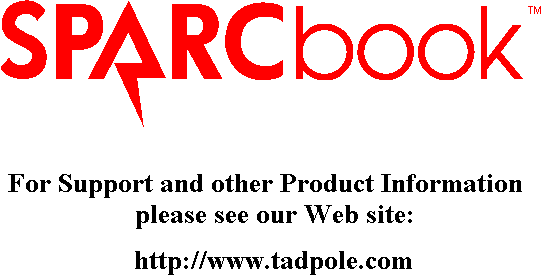 SPARCbook™
For Support and other Product Information
please see our Web site:
http://www.tadpole.com